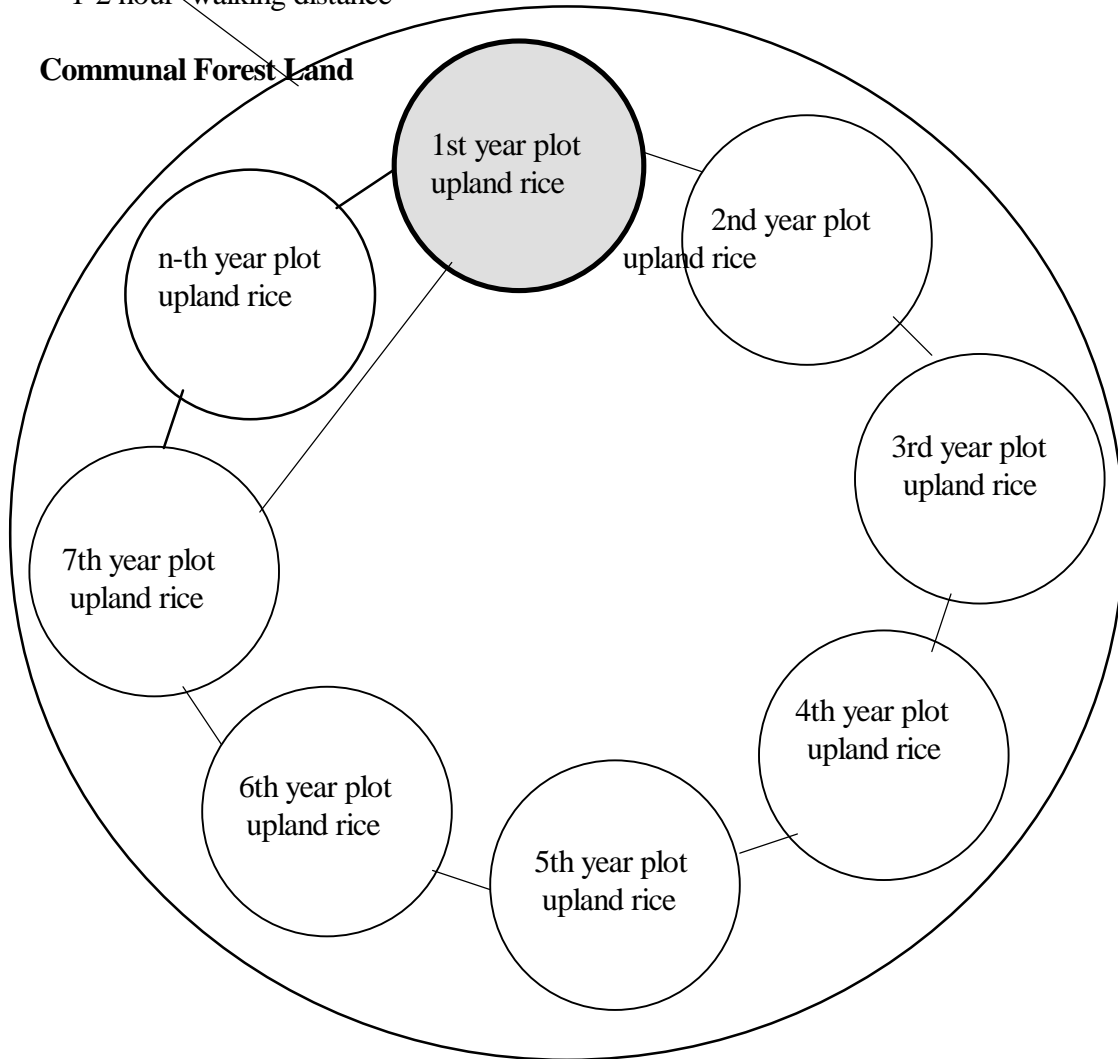 1-2 hour walking distance
Communal Forest Land
1st year plot
upland rice
2nd year plot
upland rice
n-th year plot
upland rice
3rd year plot
upland rice
7th year plot
upland rice
4th year plot
upland rice
6th year plot
upland rice
5th year plot
upland rice